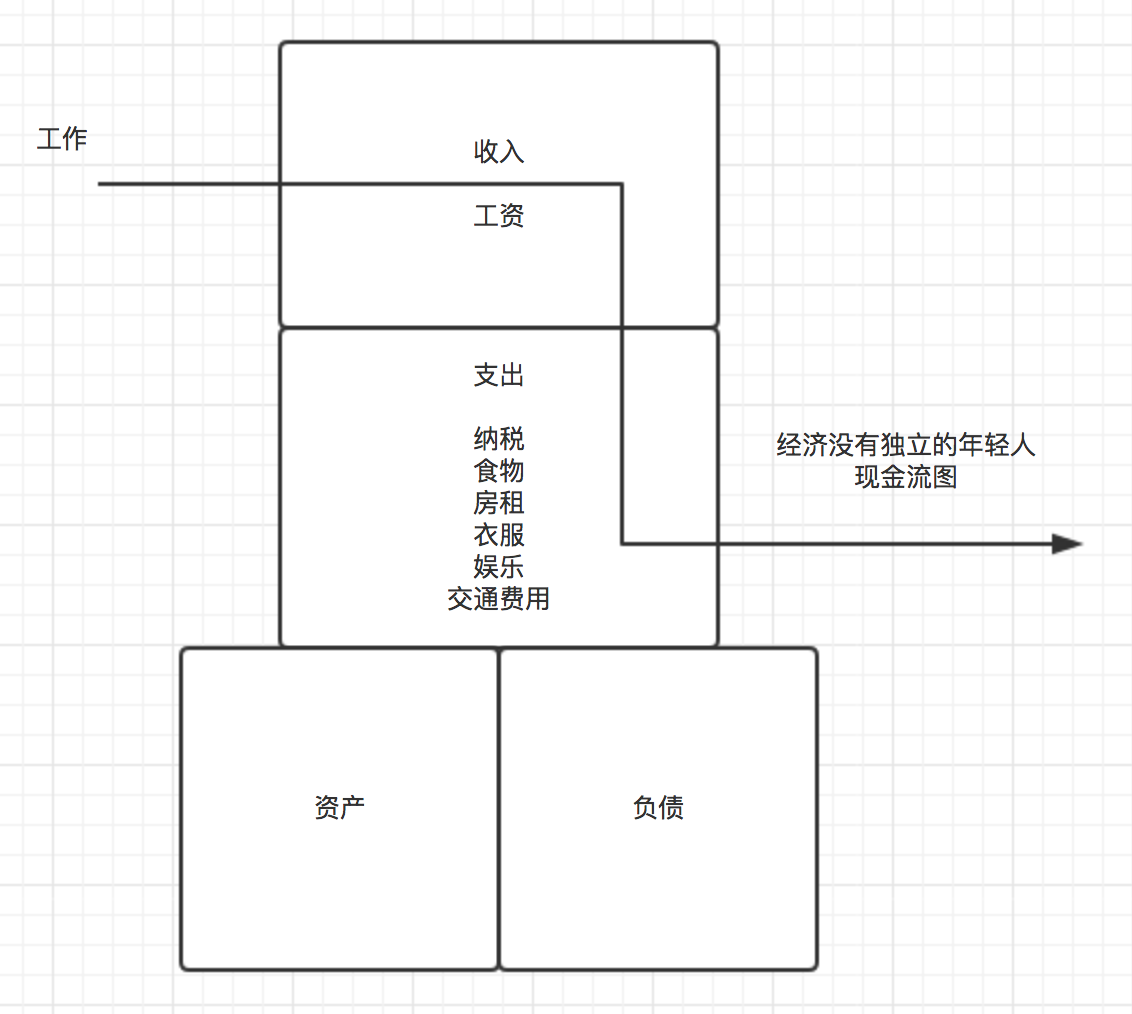 工作
收入
工资
支出
纳税
食物
房租
衣服
娱乐
交通费用
经济没有独立的年轻人
现金流图
资产
负债